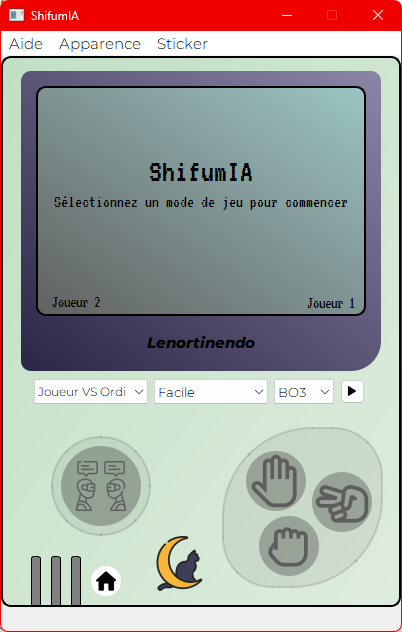 ShifumIA
Aide Apparence Sticker
ShifumIA
Sélectionnez un mode de jeu pour commencer
Joueur 2 Joueur 1
Lenortinendo
Joueur VS Ordi Facile BO3